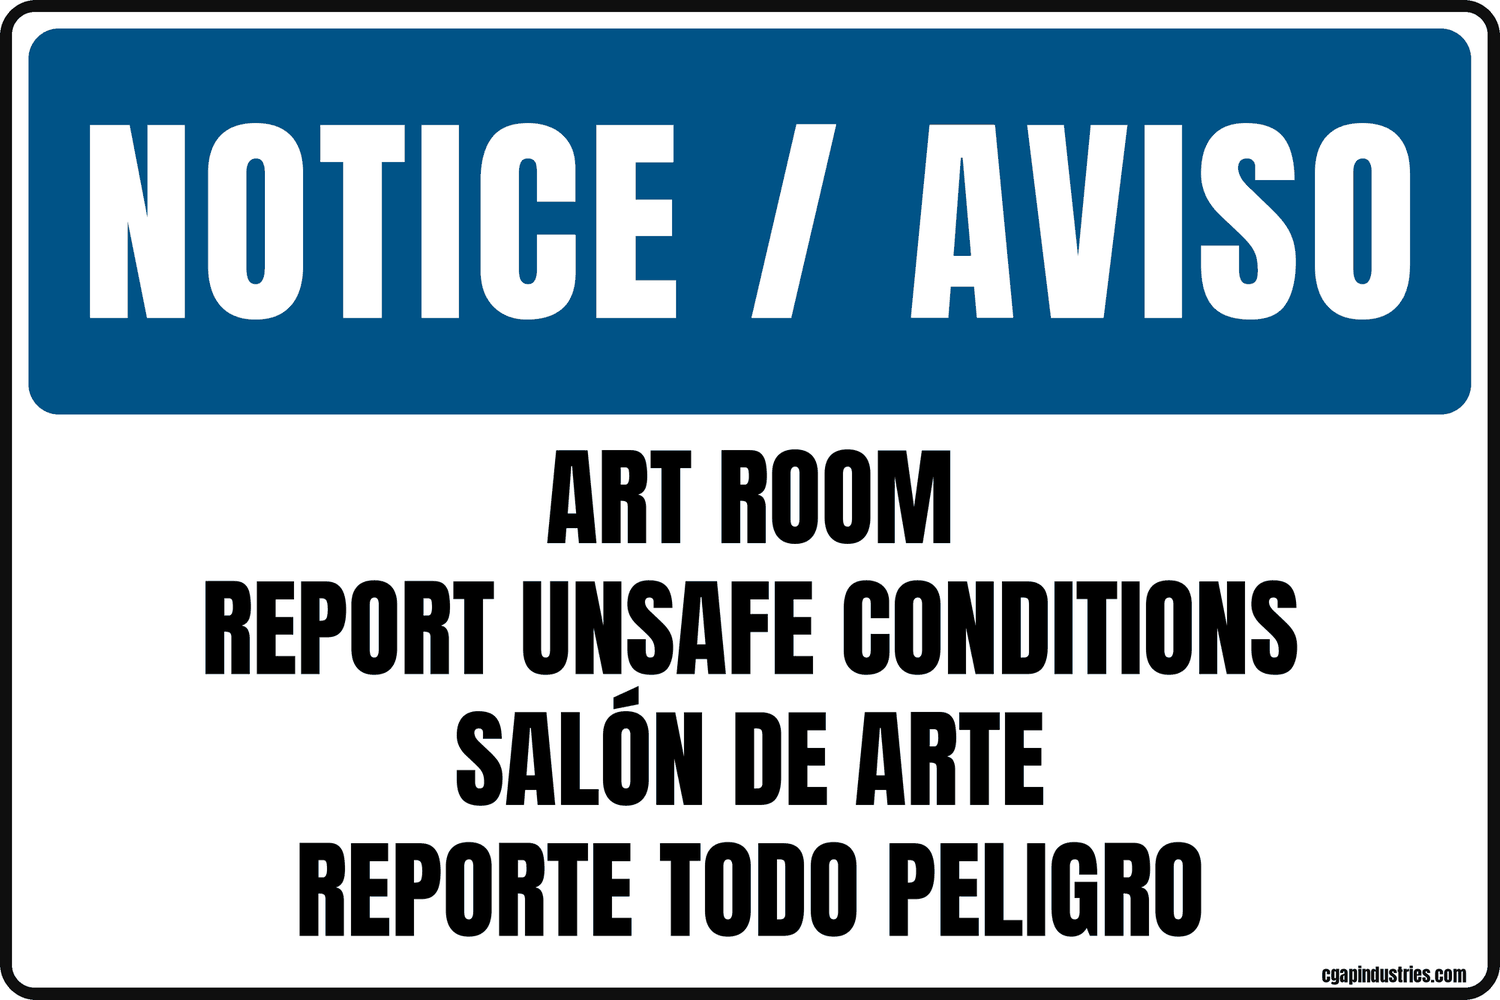 NOTICE / AVISO
ART ROOM
REPORT UNSAFE CONDITIONS
SALÓN DE ARTE
REPORTE TODO PELIGRO
cgapindustries.com